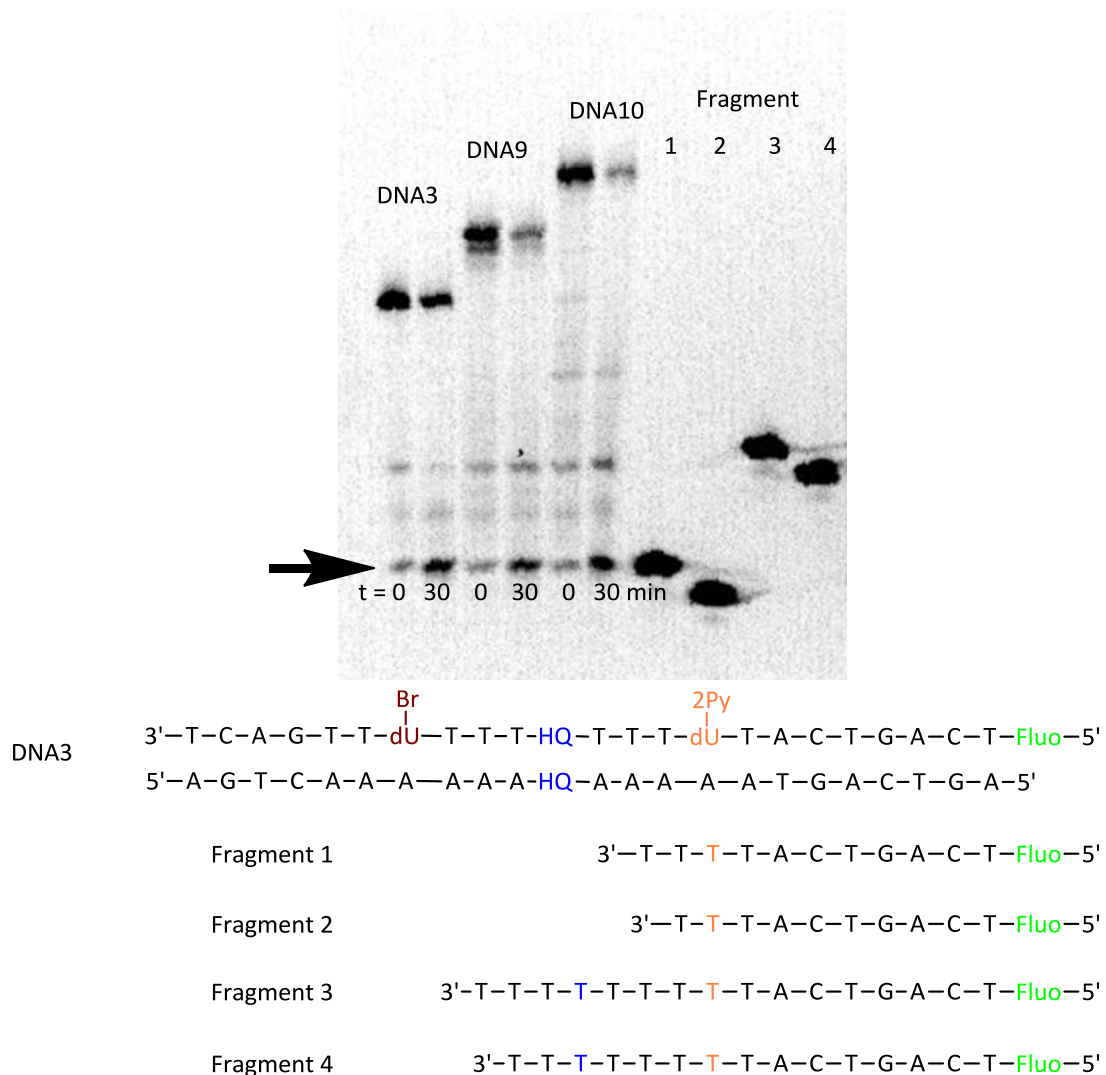 Fragment
DNA10
1 2 3 4
DNA9
DNA3
t = 0 30 0 30 0 30 min
Br 2Py
3'-T-C-A-G-T-T-dU-T-T-T-HQ-T-T-T-dU-T-A-C-T-G-A-C-T-Fluo-5'
DNA3
5'-A-G-T-C-A-A-A-A-A-A-HQ-A-A-A-A-A-T-G-A-C-T-G-A-5'
Fragment 1 3'-T-T-T-T-A-C-T-G-A-C-T-Fluo-5'
Fragment 2 3'-T-T-T-A-C-T-G-A-C-T-Fluo-5'
Fragment 3 3'-T-T-T-T-T-T-T-T-T-A-C-T-G-A-C-T-Fluo-5'
Fragment 4 3'-T-T-T-T-T-T-T-T-A-C-T-G-A-C-T-Fluo-5'